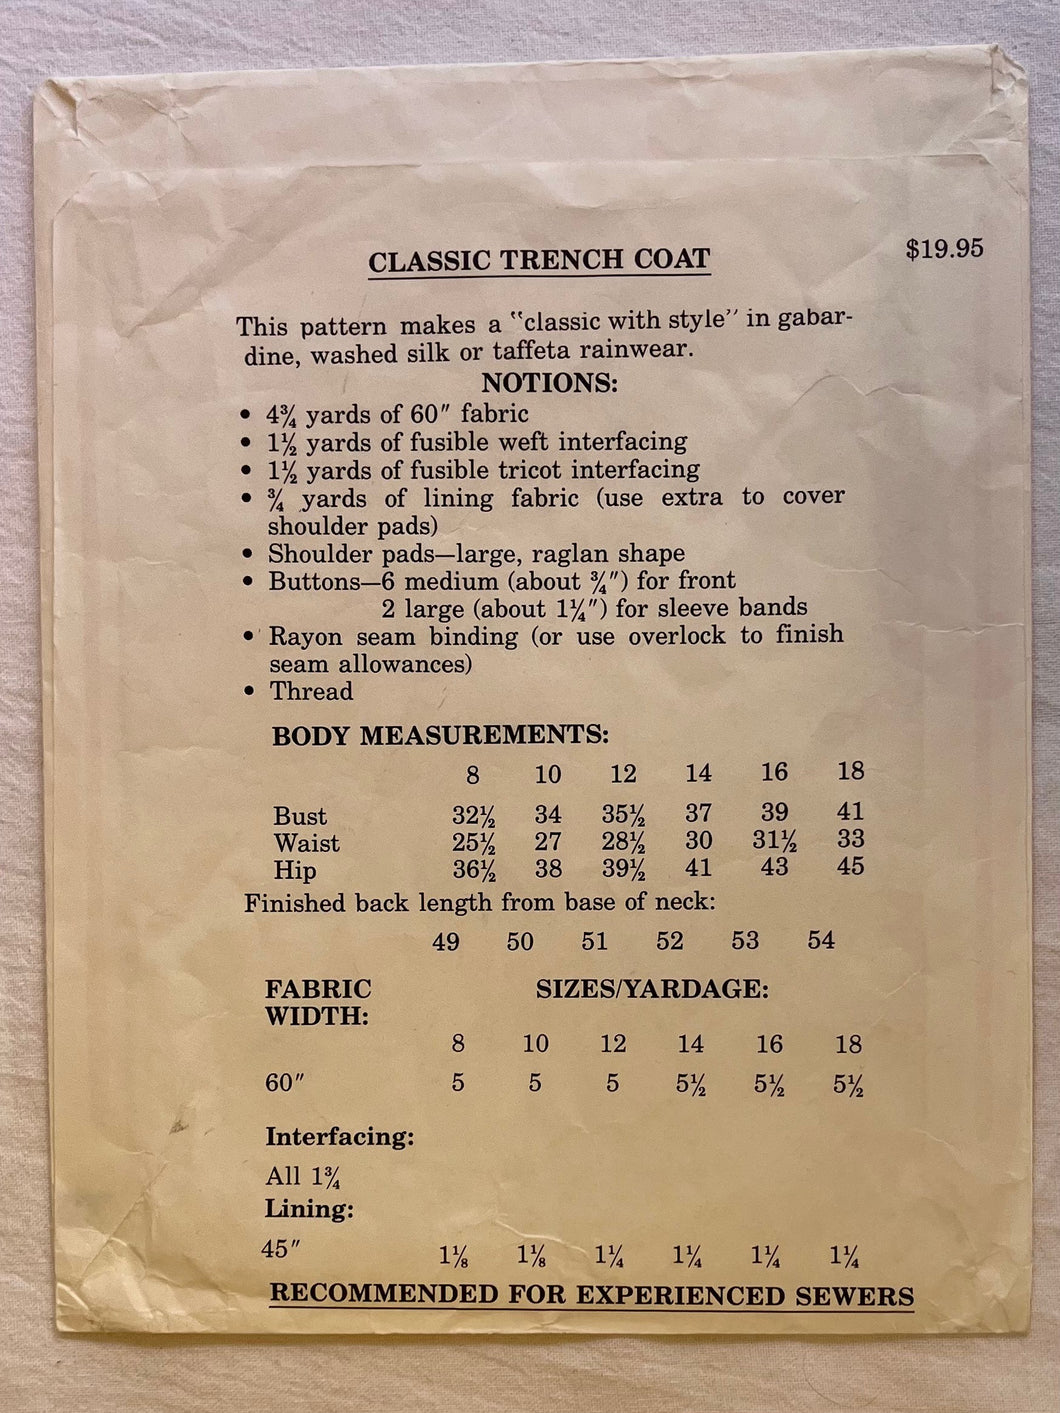 CLASSIC TRENCH COAT
$19.95
This pattern makes a "classic with style" in gabar-
dine, washed silk or taffeta rainwear.
NOTIONS:
• 4¾ yards of 60" fabric
• 1½ yards of fusible weft interfacing
• 1½ yards of fusible tricot interfacing
• ¾ yards of lining fabric (use extra to cover
shoulder pads)
• Shoulder pads—large, raglan shape
• Buttons—6 medium (about ¾") for front
2 large (about 1¼") for sleeve bands
• Rayon seam binding (or use overlock to finish
seam allowances)
• Thread
BODY MEASUREMENTS:
8 10 12 14 16 18
Bust 32½ 34 35½ 37 39 41
Waist 25½ 27 28½ 30 31½ 33
Hip 36½ 38 39½ 41 43 45
Finished back length from base of neck:
49 50 51 52 53 54
FABRIC SIZES/YARDAGE:
WIDTH:
8 10 12 14 16 18
60" 5 5 5 5½ 5½ 5½
Interfacing:
All 1¾
Lining:
45" 1⅛ 1⅛ 1¼ 1¼ 1¼ 1¼
RECOMMENDED FOR EXPERIENCED SEWERS